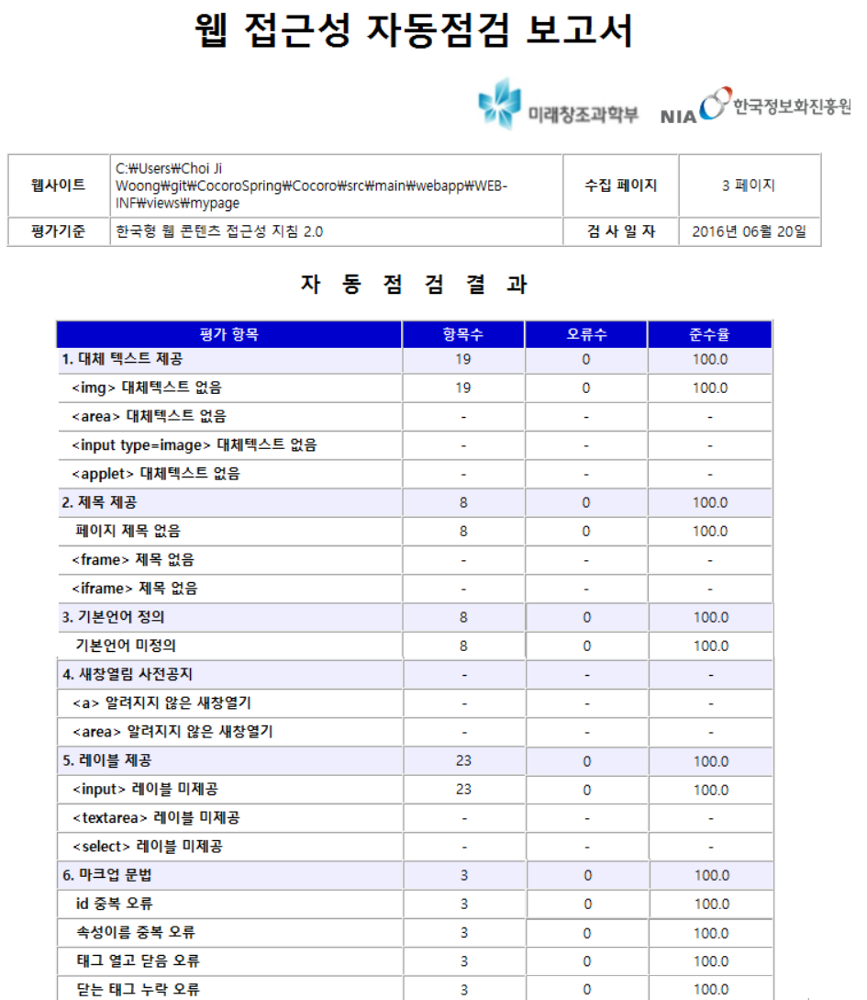 웹 접근성 자동점검 보고서
미래창조과학부 NIA 한국정보화진흥원
웹사이트 C:₩Users₩Choi Ji Woong₩git₩CocoroSpring₩Cocoro₩src₩main₩webapp₩WEB-INF₩views₩mypage 수집 페이지 3 페이지
평가기준 한국형 웹 콘텐츠 접근성 지침 2.0 검 사 일 자 2016년 06월 20일
자 동 점 검 결 과
평가 항목 항목수 오류수 준수율
1. 대체 텍스트 제공 19 0 100.0
<img> 대체텍스트 없음 19 0 100.0
<area> 대체텍스트 없음 - - -
<input type=image> 대체텍스트 없음 - - -
<applet> 대체텍스트 없음 - - -
2. 제목 제공 8 0 100.0
페이지 제목 없음 8 0 100.0
<frame> 제목 없음 - - -
<iframe> 제목 없음 - - -
3. 기본언어 정의 8 0 100.0
기본언어 미정의 8 0 100.0
4. 새창열림 사전공지 - - -
<a> 알려지지 않은 새창열기 - - -
<area> 알려지지 않은 새창열기 - - -
5. 레이블 제공 23 0 100.0
<input> 레이블 미제공 23 0 100.0
<textarea> 레이블 미제공 - - -
<select> 레이블 미제공 - - -
6. 마크업 문법 3 0 100.0
id 중복 오류 3 0 100.0
속성이름 중복 오류 3 0 100.0
태그 열고 닫음 오류 3 0 100.0
닫는 태그 누락 오류 3 0 100.0